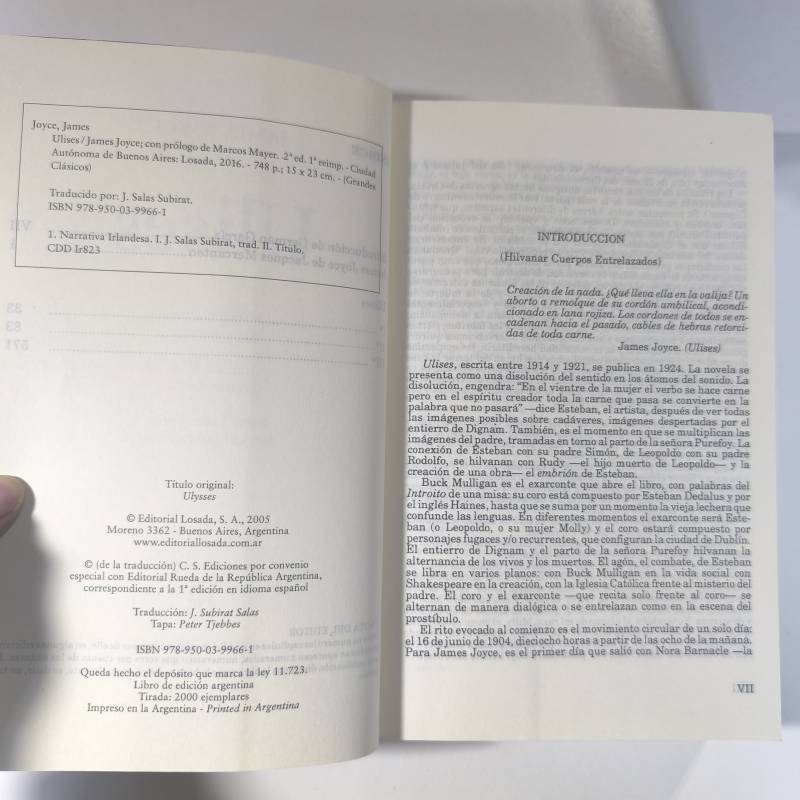 Joyce, James
Ulises / James Joyce; con prólogo de Marcos Mayer. -2ª ed. 1ª reimp. - Ciudad
Autónoma de Buenos Aires: Losada, 2016. - 748 p.; 15 x 23 cm. - (Grandes
Clásicos)
Traducido por: J. Salas Subirat.
ISBN 978-950-03-9966-1
1. Narrativa Irlandesa. I. J. Salas Subirat, trad. II. Título.
CDD Ir823
Título original:
Ulysses
© Editorial Losada, S. A., 2005
Moreno 3362 - Buenos Aires, Argentina
www.editoriallosada.com.ar
© (de la traducción) C. S. Ediciones por convenio
especial con Editorial Rueda de la República Argentina,
correspondiente a la 1ª edición en idioma español
Traducción: J. Subirat Salas
Tapa: Peter Tjebbes
ISBN 978-950-03-9966-1
Queda hecho el depósito que marca la ley 11.723.
Libro de edición argentina
Tirada: 2000 ejemplares
Impreso en la Argentina - Printed in Argentina
INTRODUCCION
(Hilvanar Cuerpos Entrelazados)
Creación de la nada. ¿Qué lleva ella en la valija? Un
aborto a remolque de su cordón umbilical, acondi-
cionado en lana rojiza. Los cordones de todos se en-
cadenan hacia el pasado, cables de hebras retorci-
das de toda carne.
James Joyce. (Ulises)
Ulises, escrita entre 1914 y 1921, se publica en 1924. La novela se
presenta como una disolución del sentido en los átomos del sonido. La
disolución, engendra: "En el vientre de la mujer el verbo se hace carne
pero en el espíritu creador toda la carne que pasa se convierte en la
palabra que no pasará" —dice Esteban, el artista, después de ver todas
las imágenes posibles sobre cadáveres, imágenes despertadas por el
entierro de Dignam. También, es el momento en que se multiplican las
imágenes del padre, tramadas en torno al parto de la señora Purefoy. La
conexión de Esteban con su padre Simón, de Leopoldo con su padre
Rodolfo, se hilvanan con Rudy —el hijo muerto de Leopoldo— y la
creación de una obra— el embrión de Esteban.
Buck Mulligan es el exarconte que abre el libro, con palabras del
Introito de una misa: su coro está compuesto por Esteban Dedalus y por
el inglés Haines, hasta que se suma por un momento la vieja lechera que
confunde las lenguas. En diferentes momentos el exarconte será Este-
ban (o Leopoldo, o su mujer Molly) y el coro estará compuesto por
personajes fugaces y/o recurrentes, que configuran la ciudad de Dublín.
El entierro de Dignam y el parto de la señora Purefoy hilvanan la
alternancia de los vivos y los muertos. El agón, el combate, de Esteban
se libra en varios planos: con Buck Mulligan en la vida social con
Shakespeare en la creación, con la Iglesia Católica frente al misterio del
padre. El coro y el exarconte —que recita solo frente al coro— se
alternan de manera dialógica o se entrelazan como en la escena del
prostíbulo.
El rito evocado al comienzo es el movimiento circular de un solo día:
el 16 de junio de 1904, dieciocho horas a partir de las ocho de la mañana.
Para James Joyce, es el primer día que salió con Nora Barnacle —la
VII